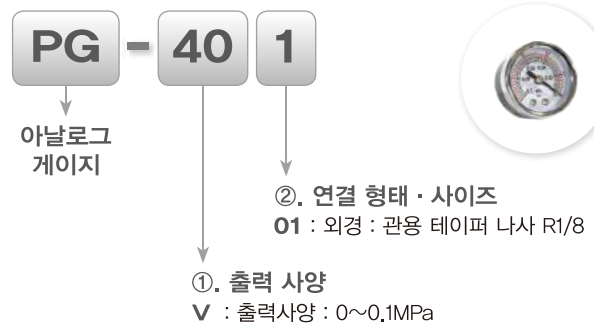 PG - 40 1
아날로그
게이지
②. 연결 형태 · 사이즈
01 : 외경 : 관용 테이퍼 나사 R1/8
①. 출력 사양
V : 출력사양 : 0~0.1MPa